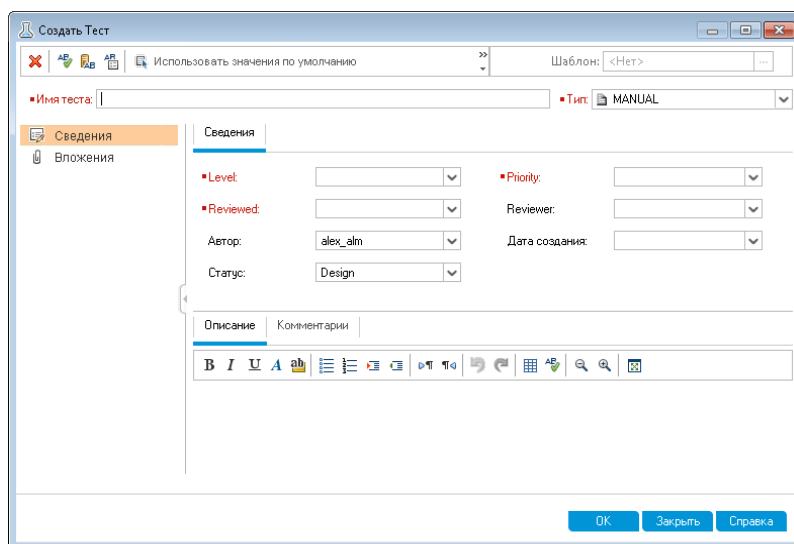 Создать Тест
Использовать значения по умолчанию
Шаблон: <Нет> ...
Имя теста:
Тип: MANUAL
Сведения
Вложения
Сведения
Level:
Priority:
Reviewed:
Reviewer:
Автор: alex_alm
Дата создания:
Статус: Design
Описание Комментарии
B I U A ab
OK Закрыть Справка